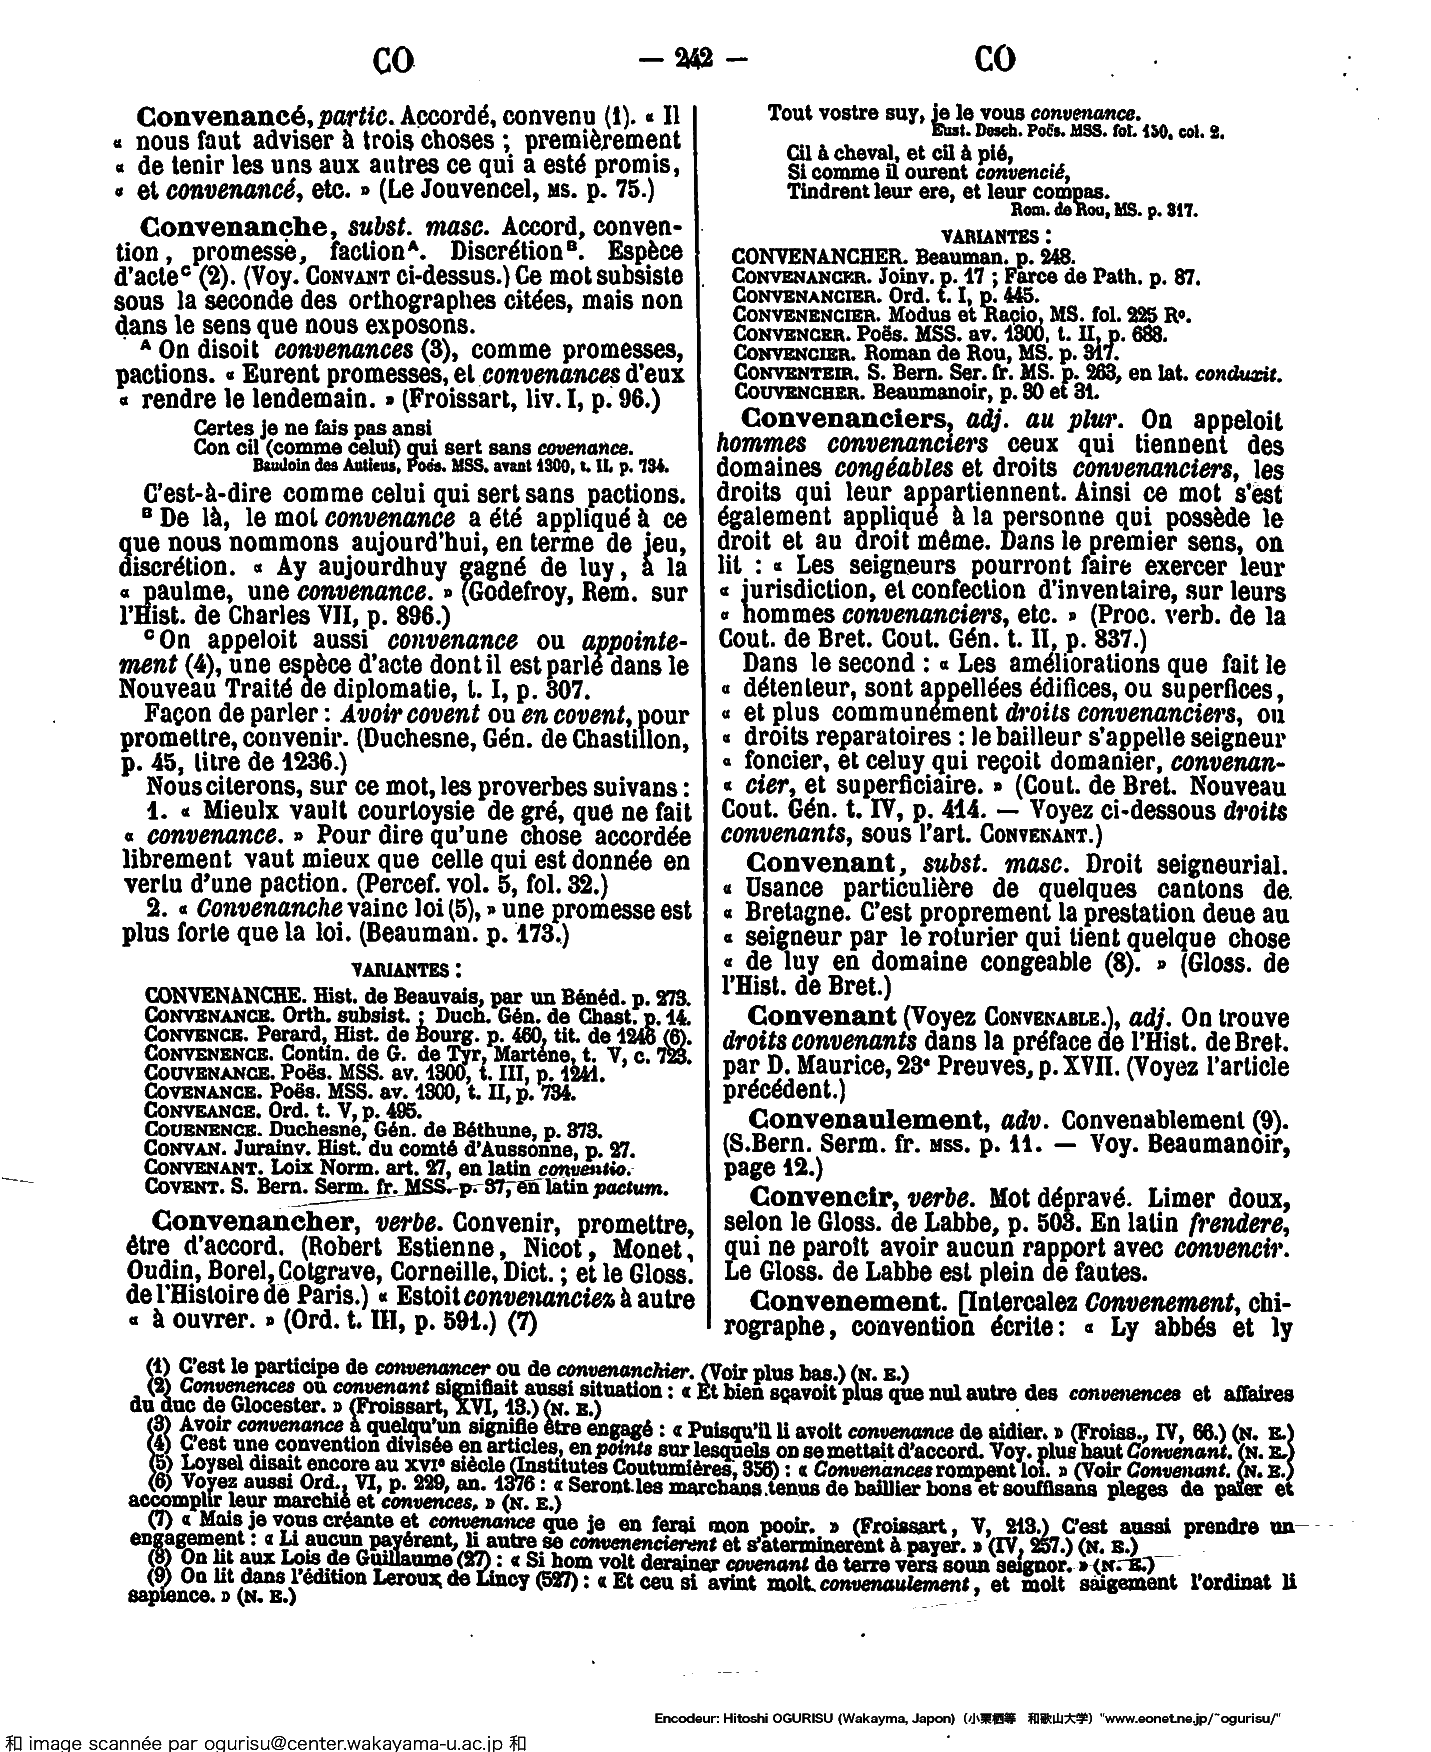 CO — 242 — CO
Convenancé, partic. Accordé, convenu (1). « Il
« nous faut adviser à trois choses ; premièrement
« de tenir les uns aux autres ce qui a esté promis,
« et convenancé, etc. » (Le Jouvencel, MS. p. 75.)
Convenanche, subst. masc. Accord, conven-
tion, promesse, faction^A. Discrétion^B. Espèce
d'acte^C (2). (Voy. CONVANT ci-dessus.) Ce mot subsiste
sous la seconde des orthographes citées, mais non
dans le sens que nous exposons.
^A On disoit convenances (3), comme promesses,
pactions. « Eurent promesses, et convenances d'eux
« rendre le lendemain. » (Froissart, liv. I, p. 96.)
Certes je ne fais pas ansi
Con cil (comme celui) qui sert sans covenance.
Baudoin des Autieus, Poës. MSS. avant 1300, t. II, p. 734.
C'est-à-dire comme celui qui sert sans pactions.
^B De là, le mot convenance a été appliqué à ce
que nous nommons aujourd'hui, en terme de jeu,
discrétion. « Ay aujourdhuy gagné de luy, à la
« paulme, une convenance. » (Godefroy, Rem. sur
l'Hist. de Charles VII, p. 896.)
^C On appeloit aussi convenance ou appointe-
ment (4), une espèce d'acte dont il est parlé dans le
Nouveau Traité de diplomatie, t. I, p. 307.
Façon de parler : Avoir covent ou en covent, pour
promettre, convenir. (Duchesne, Gén. de Chastillon,
p. 45, titre de 1236.)
Nous citerons, sur ce mot, les proverbes suivans :
1. « Mieulx vault courtoysie de gré, que ne fait
« convenance. » Pour dire qu'une chose accordée
librement vaut mieux que celle qui est donnée en
vertu d'une paction. (Percef. vol. 5, fol. 32.)
2. « Convenanche vainc loi (5), » une promesse est
plus forte que la loi. (Beauman. p. 173.)
VARIANTES :
CONVENANCHE. Hist. de Beauvais, par un Bénéd. p. 273.
CONVENANCE. Orth. subsist. ; Duch. Gén. de Chast. p. 14.
CONVENCE. Perard, Hist. de Bourg. p. 460, tit. de 1246 (6).
CONVENENCE. Contin. de G. de Tyr, Martène, t. V, c. 723.
COUVENANCE. Poës. MSS. av. 1300, t. III, p. 1241.
COVENANCE. Poës. MSS. av. 1300, t. II, p. 734.
CONVEANCE. Ord. t. V, p. 495.
COUENENCE. Duchesne, Gén. de Béthune, p. 373.
CONVAN. Jurainv. Hist. du comté d'Aussonne, p. 27.
CONVENANT. Loix Norm. art. 27, en latin conventio.
COVENT. S. Bern. Serm. fr. MSS. p. 37, en latin pactum.
Convenancher, verbe. Convenir, promettre,
être d'accord. (Robert Estienne, Nicot, Monet,
Oudin, Borel, Cotgrave, Corneille, Dict. ; et le Gloss.
de l'Histoire de Paris.) « Estoit convenanciez à autre
« à ouvrer. » (Ord. t. III, p. 591.) (7)
Tout vostre suy, je le vous convenance.
Eust. Desch. Poës. MSS. fol. 150, col. 2.
Cil à cheval, et cil à pié,
Si comme il ourent convencié,
Tindrent leur ere, et leur compas.
Rom. de Rou, MS. p. 317.
VARIANTES :
CONVENANCHER. Beauman. p. 248.
CONVENANCER. Joinv. p. 17 ; Farce de Path. p. 87.
CONVENANCIER. Ord. t. I, p. 445.
CONVENENCIER. Modus et Racio, MS. fol. 225 Rº.
CONVENCER. Poës. MSS. av. 1300, t. II, p. 688.
CONVENCIER. Roman de Rou, MS. p. 317.
CONVENTEIR. S. Bern. Ser. fr. MS. p. 263, en lat. conduxit.
COUVENCHER. Beaumanoir, p. 30 et 31.
Convenanciers, adj. au plur. On appeloit
hommes convenanciers ceux qui tiennent des
domaines congéables et droits convenanciers, les
droits qui leur appartiennent. Ainsi ce mot s'est
également appliqué à la personne qui possède le
droit et au droit même. Dans le premier sens, on
lit : « Les seigneurs pourront faire exercer leur
« jurisdiction, et confection d'inventaire, sur leurs
« hommes convenanciers, etc. » (Proc. verb. de la
Cout. de Bret. Cout. Gén. t. II, p. 837.)
Dans le second : « Les améliorations que fait le
« détenteur, sont appellées édifices, ou superfices,
« et plus communément droits convenanciers, ou
« droits reparatoires : le bailleur s'appelle seigneur
« foncier, et celuy qui reçoit domanier, convenan-
« cier, et superficiaire. » (Cout. de Bret. Nouveau
Cout. Gén. t. IV, p. 414. — Voyez ci-dessous droits
convenants, sous l'art. CONVENANT.)
Convenant, subst. masc. Droit seigneurial.
« Usance particulière de quelques cantons de
« Bretagne. C'est proprement la prestation deue au
« seigneur par le roturier qui tient quelque chose
« de luy en domaine congeable (8). » (Gloss. de
l'Hist. de Bret.)
Convenant (Voyez CONVENABLE.), adj. On trouve
droits convenants dans la préface de l'Hist. de Bret.
par D. Maurice, 23e Preuves, p. XVII. (Voyez l'article
précédent.)
Convenaulement, adv. Convenablement (9).
(S. Bern. Serm. fr. MSS. p. 11. — Voy. Beaumanoir,
page 12.)
Convencir, verbe. Mot dépravé. Limer doux,
selon le Gloss. de Labbe, p. 503. En latin frendere,
qui ne paroît avoir aucun rapport avec convencir.
Le Gloss. de Labbe est plein de fautes.
Convenement. [Intercalez Convenement, chi-
rographe, convention écrite : « Ly abbés et ly
(1) C'est le participe de convenancer ou de convenanchier. (Voir plus bas.) (N. E.)
(2) Convenences ou convenant signifiait aussi situation : « Et bien sçavoit plus que nul autre des convenences et affaires
du duc de Glocester. » (Froissart, XVI, 13.) (N. E.)
(3) Avoir convenance à quelqu'un signifie être engagé : « Puisqu'il li avoit convenance de aidier. » (Froiss., IV, 66.) (N. E.)
(4) C'est une convention divisée en articles, en points sur lesquels on se mettait d'accord. Voy. plus haut Convenant. (N. E.)
(5) Loysel disait encore au XVIe siècle (Institutes Coutumières, 356) : « Convenances rompent loi. » (Voir Convenant. (N. E.)
(6) Voyez aussi Ord., VI, p. 229, an. 1376 : « Seront les marchans tenus de baillier bons et souffisans pleges de paier et
accomplir leur marchié et convences. » (N. E.)
(7) « Mais je vous créante et convenance que je en ferai mon pooir. » (Froissart, V, 213.) C'est aussi prendre un
engagement : « Li aucun payérent, li autre se convenencierent et s'aterminerent à payer. » (IV, 257.) (N. E.)
(8) On lit aux Lois de Guillaume (27) : « Si hom volt derainer covenant de terre vers soun seignor. » (N. E.)
(9) On lit dans l'édition Leroux de Lincy (527) : « Et ceu si avint molt convenaulement, et molt saigement l'ordinat li
sapience. » (N. E.)
Encodeur: Hitoshi OGURISU (Wakayma, Japon) (小栗栖等 和歌山大学) "www.eonet.ne.jp/~ogurisu/"
和 image scannée par ogurisu@center.wakayama-u.ac.jp 和